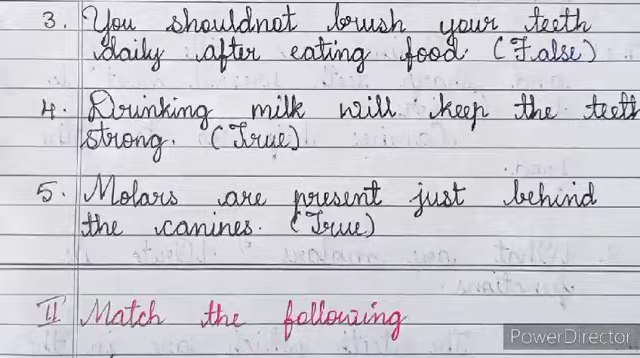 3. You shouldnot brush your teeth
daily after eating food. (False)
4. Drinking milk will keep the teeth
strong. (True)
5. Molars are present just behind
the canines. (True)
II Match the following
PowerDirector